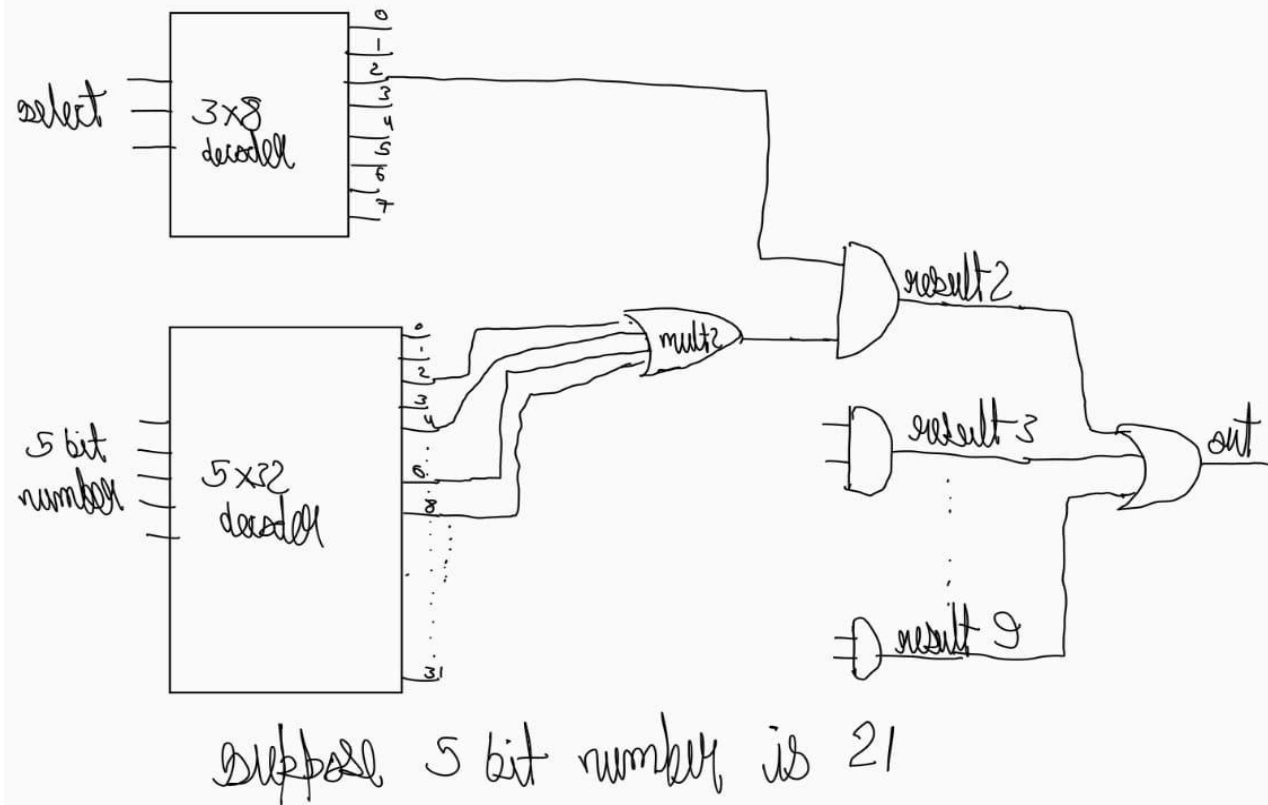 0
1
2
3
4
5
6
7
select
3x8
decoder
result 2
0
1
2
3
4
6
8
31
mult2
5 bit
number
5x32
decoder
result 3
out
result 9
suppose 5 bit number is 21